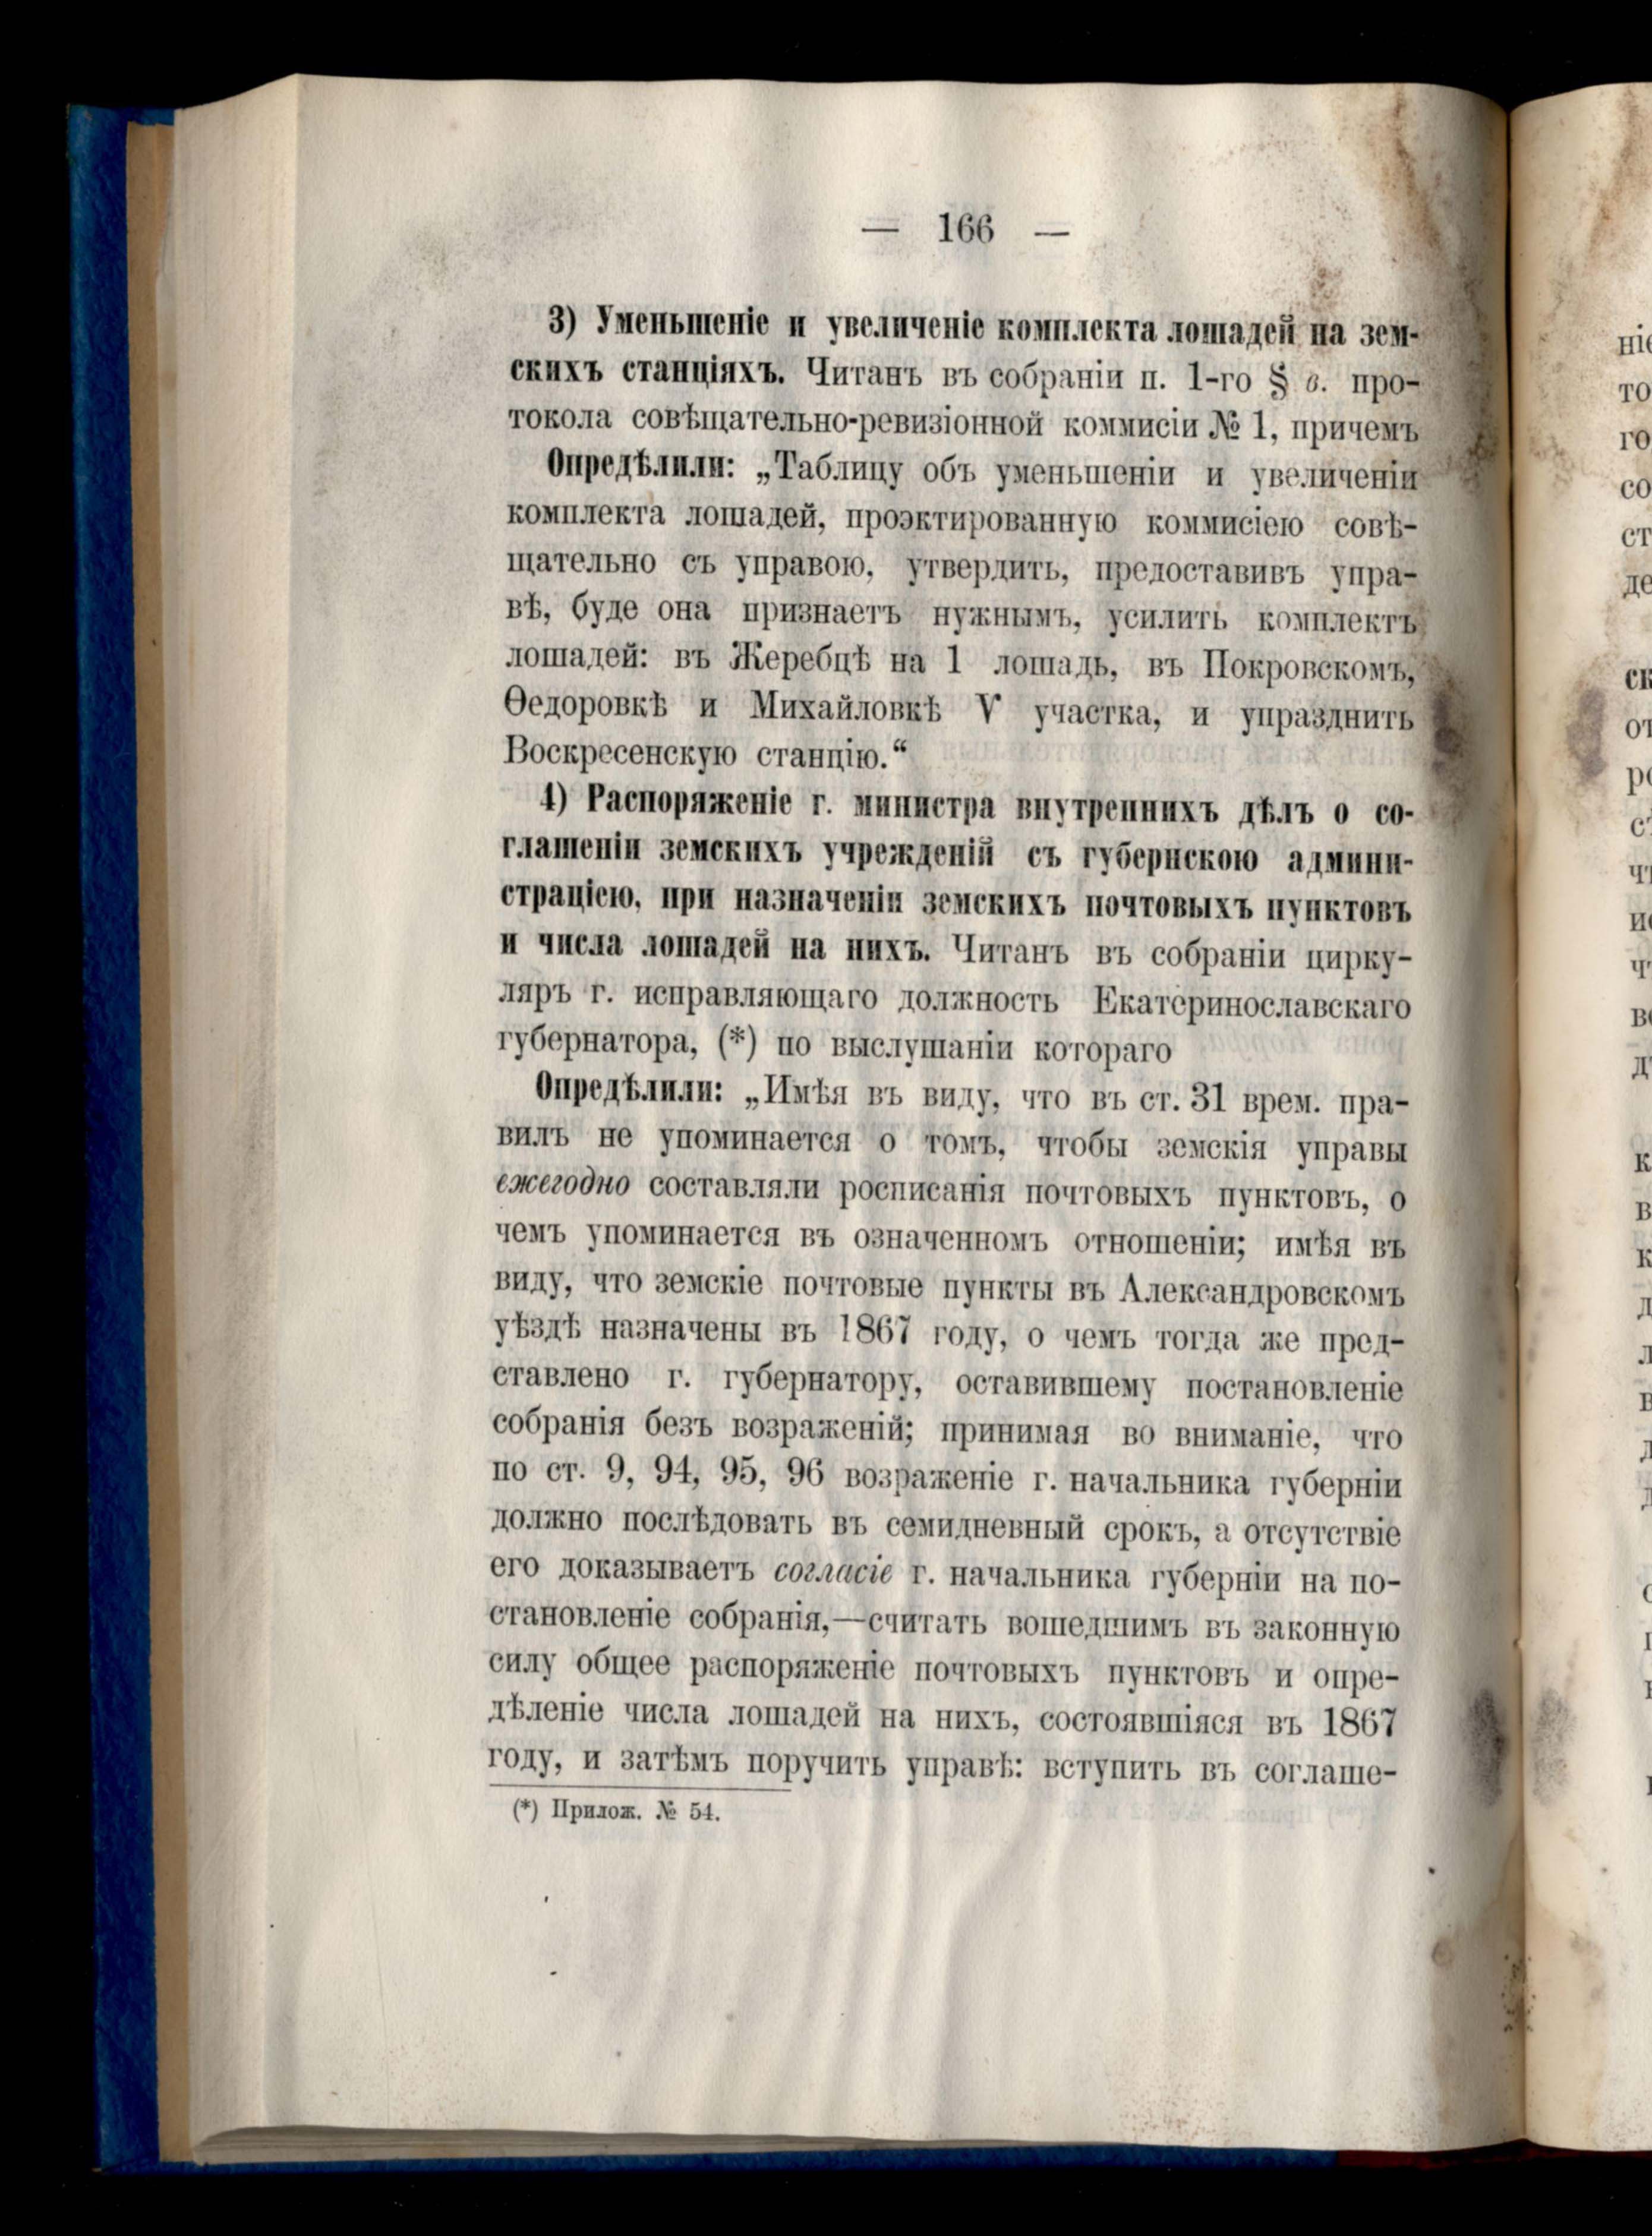 — 166 —
3) Уменьшеніе и увеличеніе комплекта лошадей на зем-
скихъ станціяхъ. Читанъ въ собраніи п. 1-го § в. про-
токола совѣщательно-ревизіонной коммисіи № 1, причемъ
Опредѣлили: „Таблицу объ уменьшеніи и увеличеніи
комплекта лошадей, проэктированную коммисіею совѣ-
щательно съ управою, утвердить, предоставивъ упра-
вѣ, буде она признаетъ нужнымъ, усилить комплектъ
лошадей: въ Жеребцѣ на 1 лошадь, въ Покровскомъ,
Ѳедоровкѣ и Михайловкѣ V участка, и упразднить
Воскресенскую станцію.“
4) Распоряженіе г. министра внутреннихъ дѣлъ о со-
глашеніи земскихъ учрежденій съ губернскою админи-
страціею, при назначеніи земскихъ почтовыхъ пунктовъ
и числа лошадей на нихъ. Читанъ въ собраніи цирку-
ляръ г. исправляющаго должность Екатеринославскаго
губернатора, (*) по выслушаніи котораго
Опредѣлили: „Имѣя въ виду, что въ ст. 31 врем. пра-
вилъ не упоминается о томъ, чтобы земскія управы
ежегодно составляли росписанія почтовыхъ пунктовъ, о
чемъ упоминается въ означенномъ отношеніи; имѣя въ
виду, что земскіе почтовые пункты въ Александровскомъ
уѣздѣ назначены въ 1867 году, о чемъ тогда же пред-
ставлено г. губернатору, оставившему постановленіе
собранія безъ возраженій; принимая во вниманіе, что
по ст. 9, 94, 95, 96 возраженіе г. начальника губерніи
должно послѣдовать въ семидневный срокъ, а отсутствіе
его доказываетъ согласіе г. начальника губерніи на по-
становленіе собранія,—считать вошедшимъ въ законную
силу общее распоряженіе почтовыхъ пунктовъ и опре-
дѣленіе числа лошадей на нихъ, состоявшіяся въ 1867
году, и затѣмъ поручить управѣ: вступить въ соглаше-
(*) Прилож. № 54.